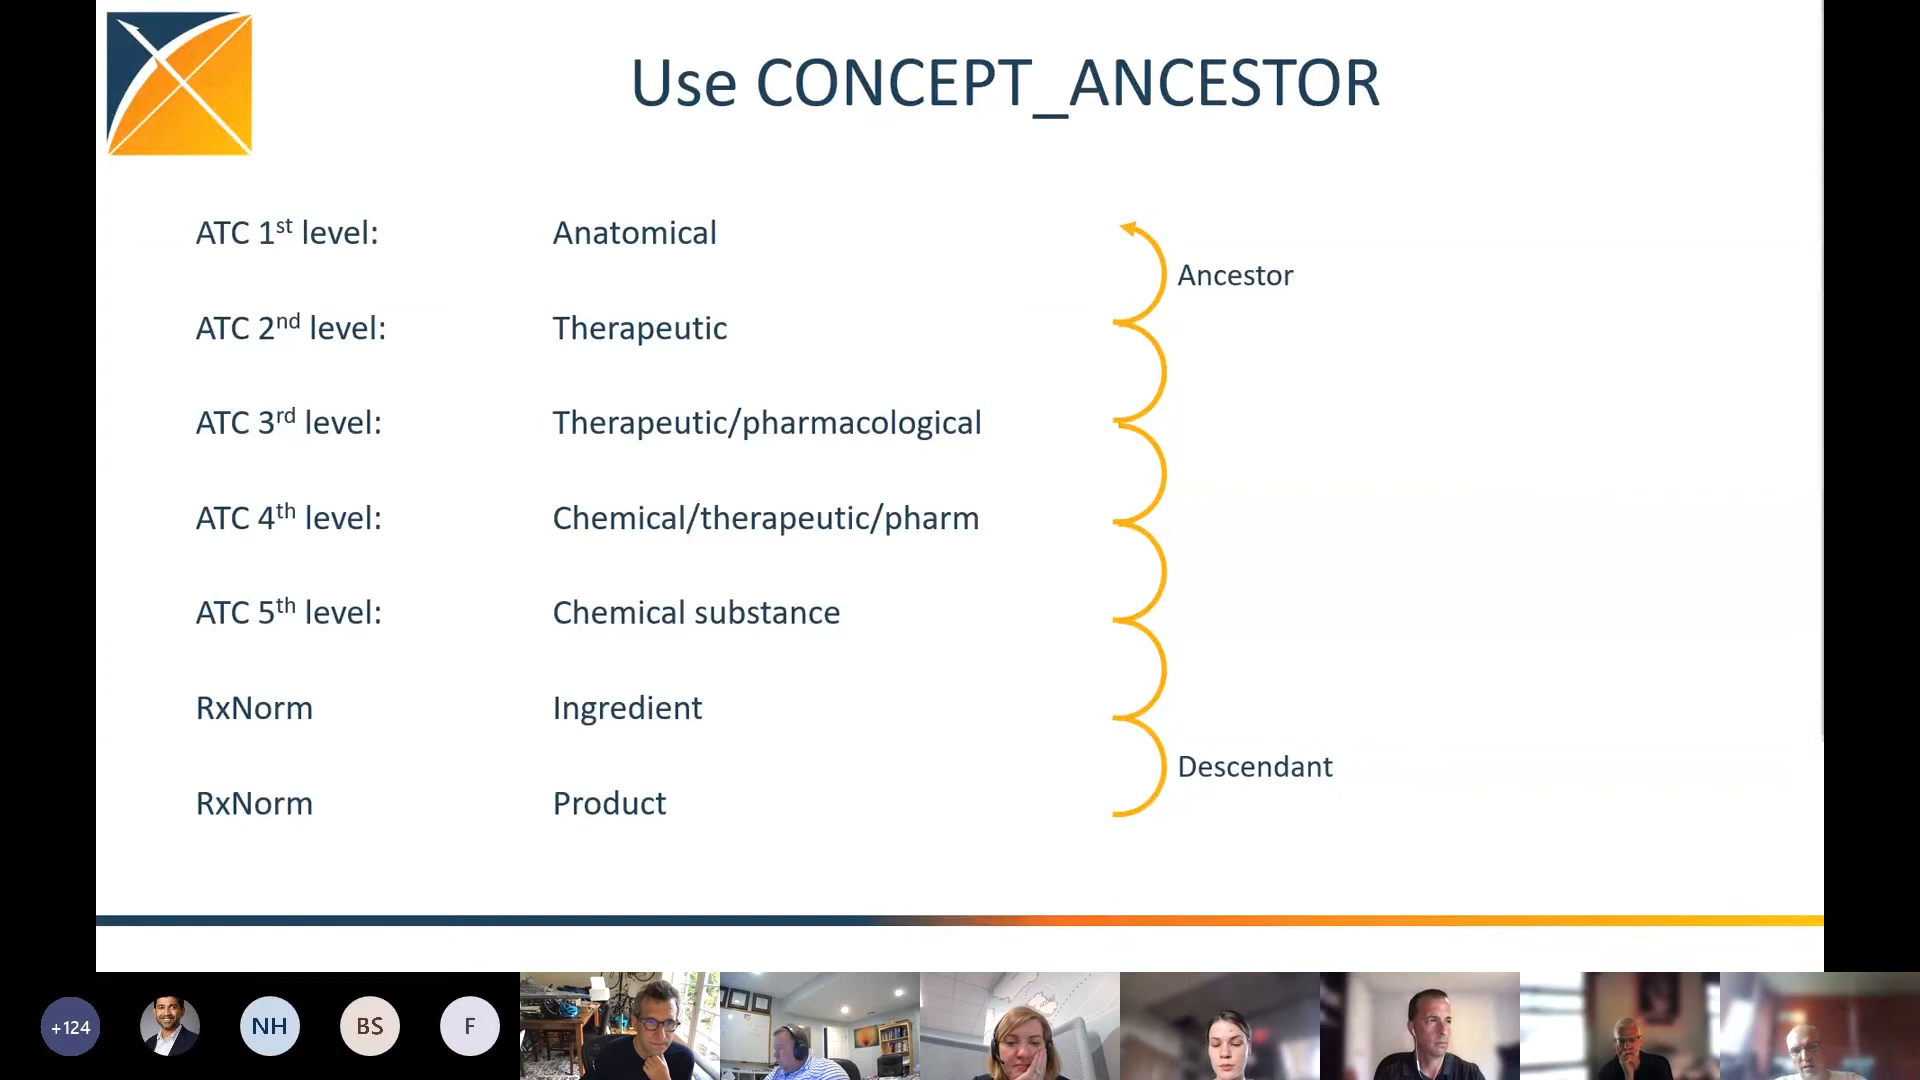 Use CONCEPT_ANCESTOR
ATC 1st level: Anatomical
Ancestor
ATC 2nd level: Therapeutic
ATC 3rd level: Therapeutic/pharmacological
ATC 4th level: Chemical/therapeutic/pharm
ATC 5th level: Chemical substance
RxNorm Ingredient
Descendant
RxNorm Product
+124 NH BS F